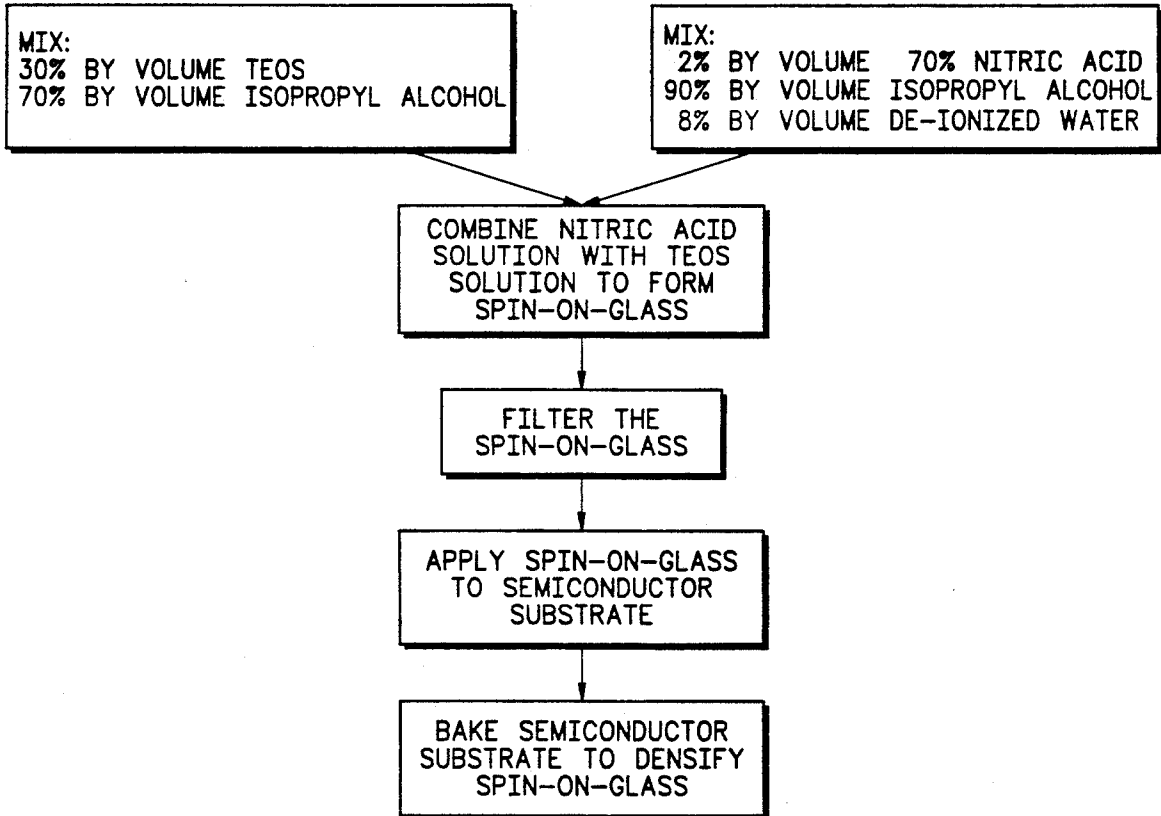 MIX:
30% BY VOLUME TEOS
70% BY VOLUME ISOPROPYL ALCOHOL
MIX:
2% BY VOLUME 70% NITRIC ACID
90% BY VOLUME ISOPROPYL ALCOHOL
8% BY VOLUME DE-IONIZED WATER
COMBINE NITRIC ACID
SOLUTION WITH TEOS
SOLUTION TO FORM
SPIN-ON-GLASS
FILTER THE
SPIN-ON-GLASS
APPLY SPIN-ON-GLASS
TO SEMICONDUCTOR
SUBSTRATE
BAKE SEMICONDUCTOR
SUBSTRATE TO DENSIFY
SPIN-ON-GLASS